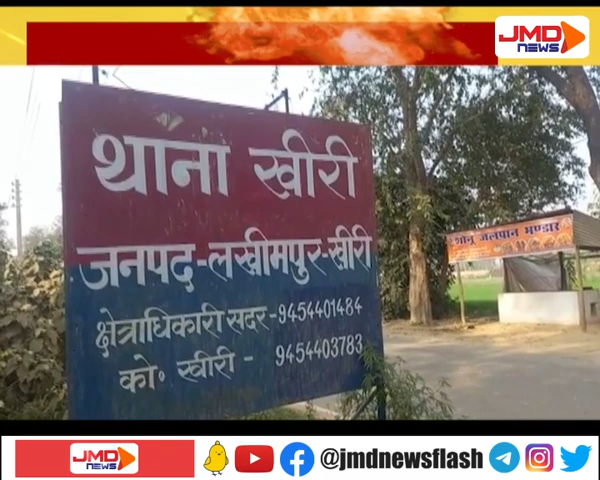 JMD
NEWS
थाना खीरी
जनपद-लखीमपुर-खीरी
क्षेत्राधिकारी सदर-9454401484
को० खीरी - 9454403783
शोनू जलपान भण्डार
JMD
NEWS
@jmdnewsflash